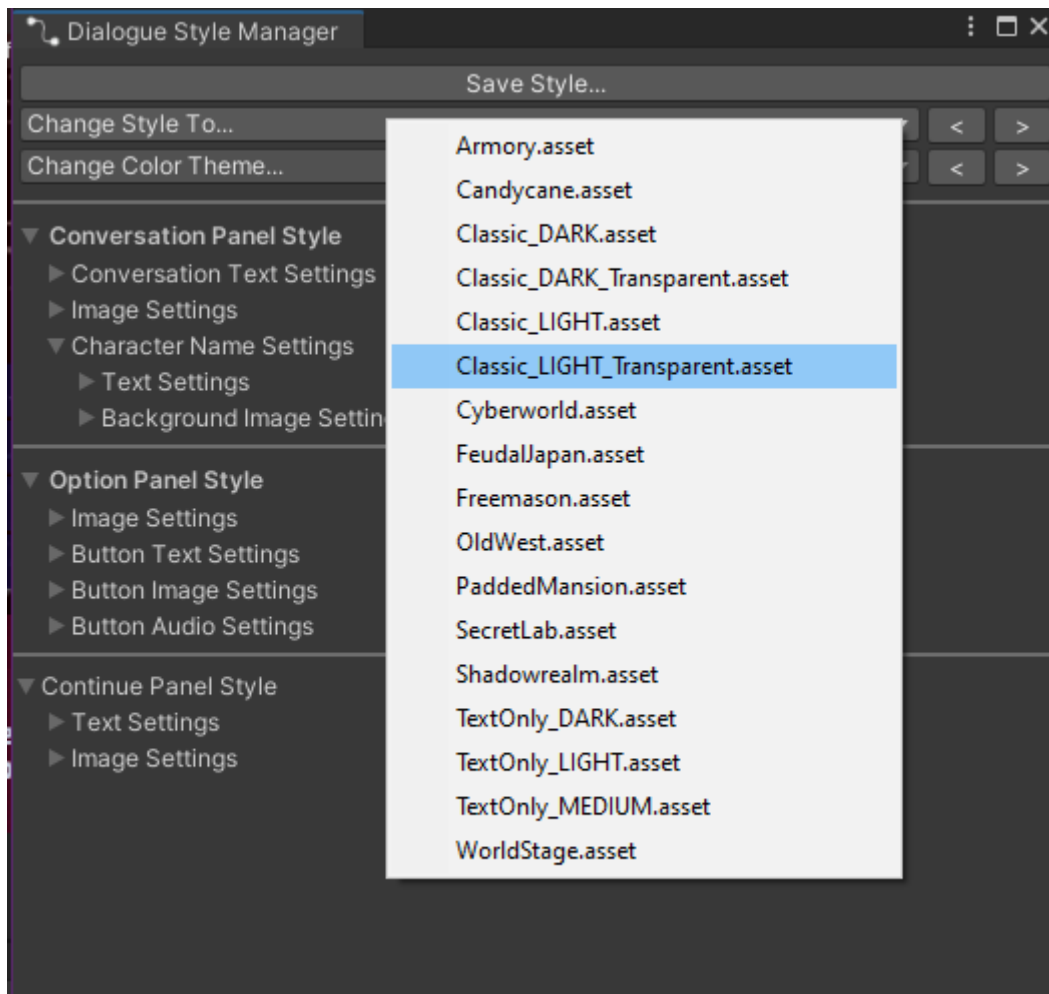 Dialogue Style Manager
Save Style...
Change Style To...
< >
Change Color Theme...
< >
Conversation Panel Style
Conversation Text Settings
Image Settings
Character Name Settings
Text Settings
Background Image Settin
Option Panel Style
Image Settings
Button Text Settings
Button Image Settings
Button Audio Settings
Continue Panel Style
Text Settings
Image Settings
Armory.asset
Candycane.asset
Classic_DARK.asset
Classic_DARK_Transparent.asset
Classic_LIGHT.asset
Classic_LIGHT_Transparent.asset
Cyberworld.asset
FeudalJapan.asset
Freemason.asset
OldWest.asset
PaddedMansion.asset
SecretLab.asset
Shadowrealm.asset
TextOnly_DARK.asset
TextOnly_LIGHT.asset
TextOnly_MEDIUM.asset
WorldStage.asset